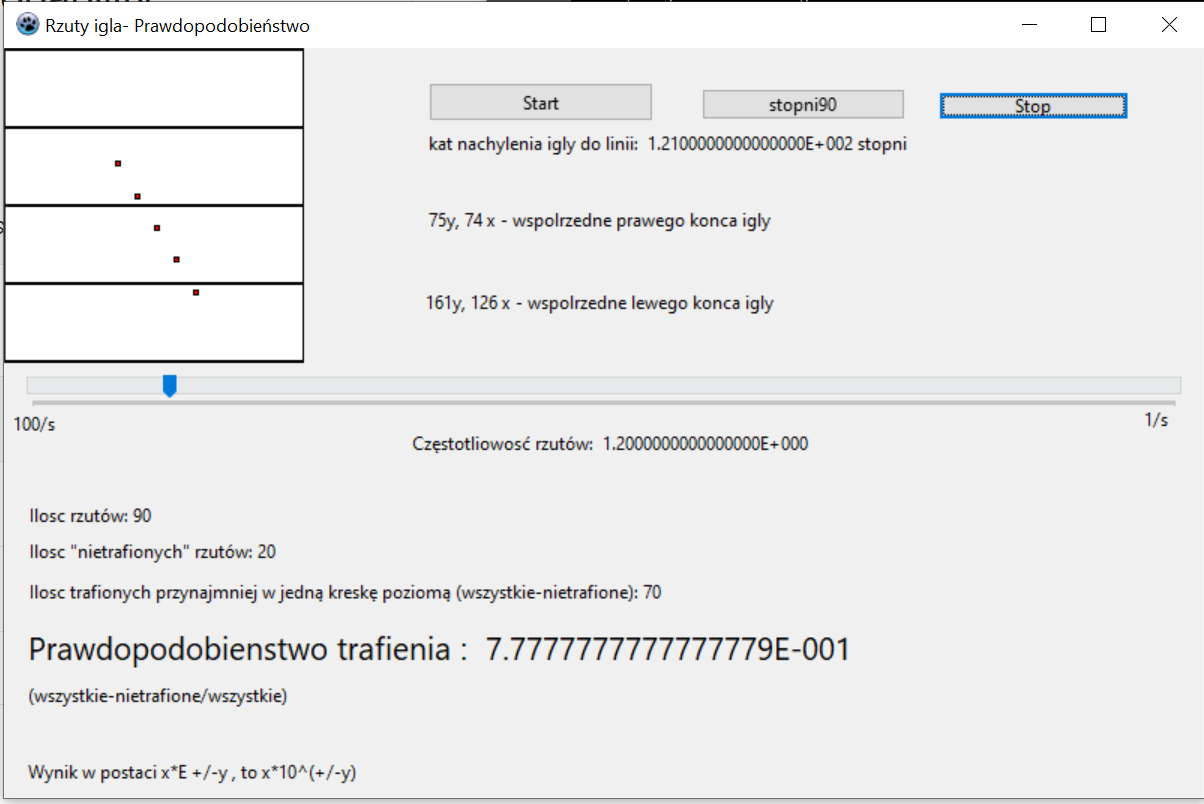 Rzuty igla- Prawdopodobieństwo
Start
stopni90
Stop
kat nachylenia igly do linii: 1.2100000000000000E+002 stopni
75y, 74 x - wspolrzedne prawego konca igly
161y, 126 x - wspolrzedne lewego konca igly
100/s
1/s
Częstotliowosć rzutów: 1.2000000000000000E+000
Ilosc rzutów: 90
Ilosc "nietrafionych" rzutów: 20
Ilosc trafionych przynajmniej w jedną kreskę poziomą (wszystkie-nietrafione): 70
Prawdopodobienstwo trafienia : 7.7777777777777779E-001
(wszystkie-nietrafione/wszystkie)
Wynik w postaci x*E +/-y , to x*10^(+/-y)